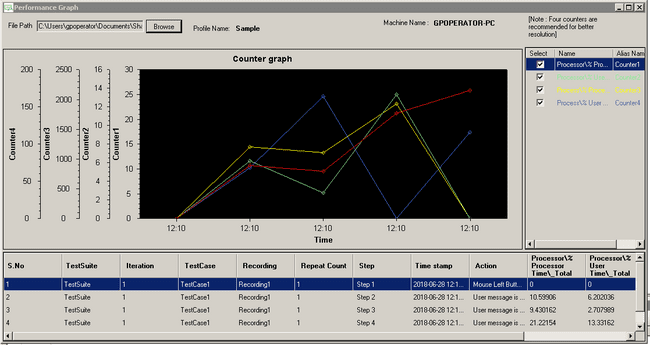 Performance Graph
File Path C:\Users\gpoperator\Documents\Sh Browse Profile Name: Sample
Machine Name : GPOPERATOR-PC
[Note : Four counters are
recommended for better
resolution]
Counter graph
Counter4
200
150
100
50
0
Counter3
2500
2000
1500
1000
500
0
Counter2
16
14
12
10
8
6
4
2
0
Counter1
30
25
20
15
10
5
0
12:10 12:10 12:10 12:10 12:10
Time
Select Name Alias Nam
Processor\% Pro... Counter1
Process\% User ... Counter4
S.No TestSuite Iteration TestCase Recording Repeat Count Step Time stamp Action Processor\% Processor Time\_Total Processor\% User Time\_Total
1 TestSuite 1 TestCase1 Recording1 1 Step 1 2018-06-28 12:1... Mouse Left Butt... 0 0
2 TestSuite 1 TestCase1 Recording1 1 Step 2 2018-06-28 12:1... User message is ... 10.59906 6.202036
3 TestSuite 1 TestCase1 Recording1 1 Step 3 2018-06-28 12:1... User message is ... 9.430162 2.707989
4 TestSuite 1 TestCase1 Recording1 1 Step 4 2018-06-28 12:1... User message is ... 21.22154 13.33162